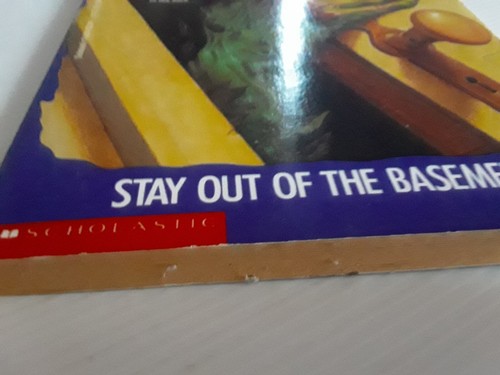 STAY OUT OF THE BASEME
SCHOLASTIC